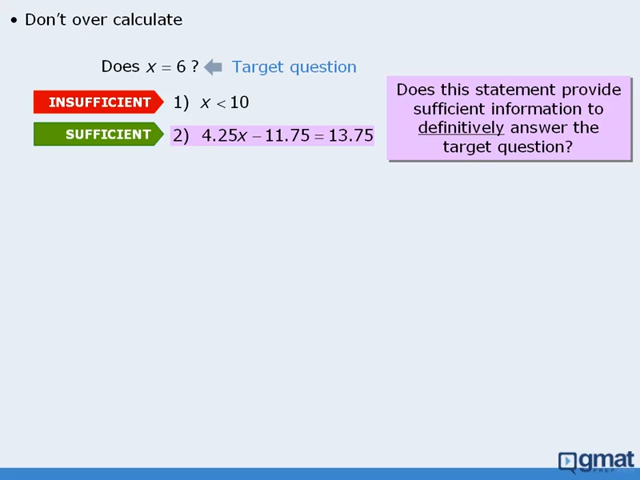 • Don't over calculate
Does x = 6 ? Target question
INSUFFICIENT 1) x < 10
SUFFICIENT 2) 4.25x − 11.75 = 13.75
Does this statement provide
sufficient information to
definitively answer the
target question?
gmat
PREP